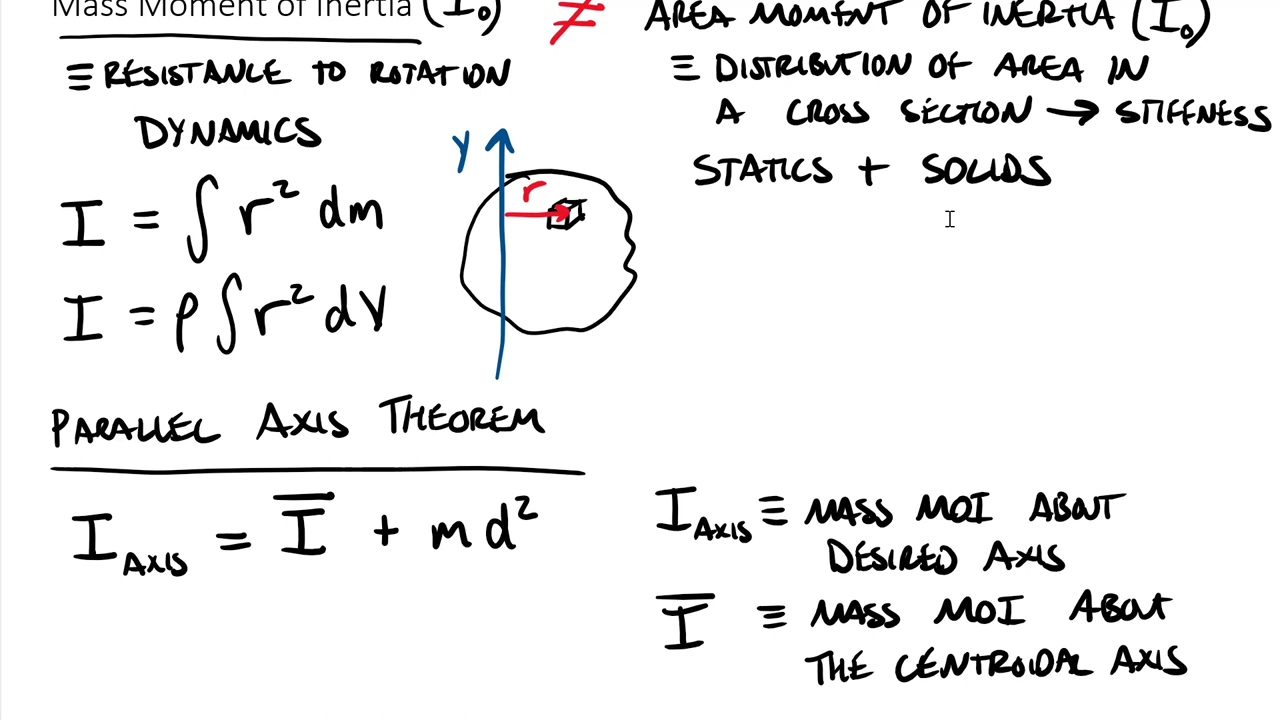 Mass Moment of Inertia (I₀) ≠ AREA MOMENT OF INERTIA (I₀)
≡ RESISTANCE TO ROTATION
DYNAMICS
≡ DISTRIBUTION OF AREA IN
A CROSS SECTION → STIFFNESS
STATICS + SOLIDS
I = ∫ r² dm
I = ρ ∫ r² dV
y
r
PARALLEL AXIS THEOREM
I_AXIS = Ī + md²
I_AXIS ≡ MASS MOI ABOUT
DESIRED AXIS
Ī ≡ MASS MOI ABOUT
THE CENTROIDAL AXIS